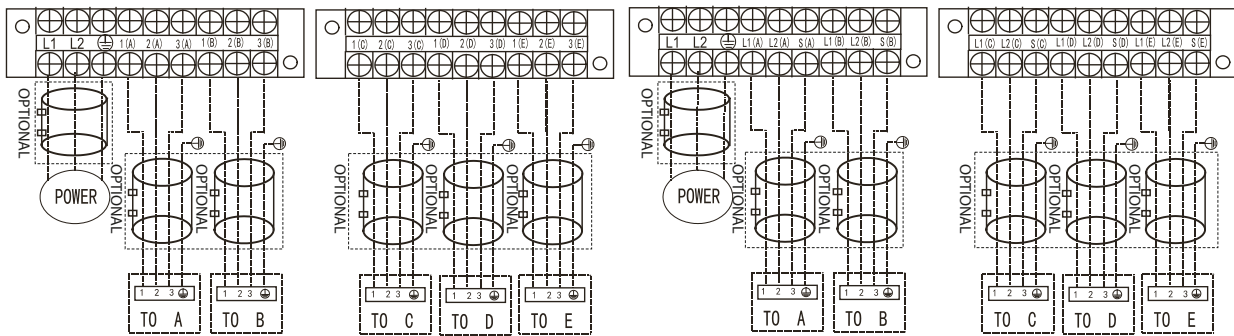 L1 L2 1(A) 2(A) 3(A) 1(B) 2(B) 3(B)
OPTIONAL
POWER
OPTIONAL
OPTIONAL
1 2 3
TO A
1 2 3
TO B
1(C) 2(C) 3(C) 1(D) 2(D) 3(D) 1(E) 2(E) 3(E)
OPTIONAL
OPTIONAL
OPTIONAL
1 2 3
TO C
1 2 3
TO D
1 2 3
TO E
L1 L2 L1(A) L2(A) S(A) L1(B) L2(B) S(B)
OPTIONAL
POWER
OPTIONAL
OPTIONAL
1 2 3
TO A
1 2 3
TO B
L1(C) L2(C) S(C) L1(D) L2(D) S(D) L1(E) L2(E) S(E)
OPTIONAL
OPTIONAL
OPTIONAL
1 2 3
TO C
1 2 3
TO D
1 2 3
TO E